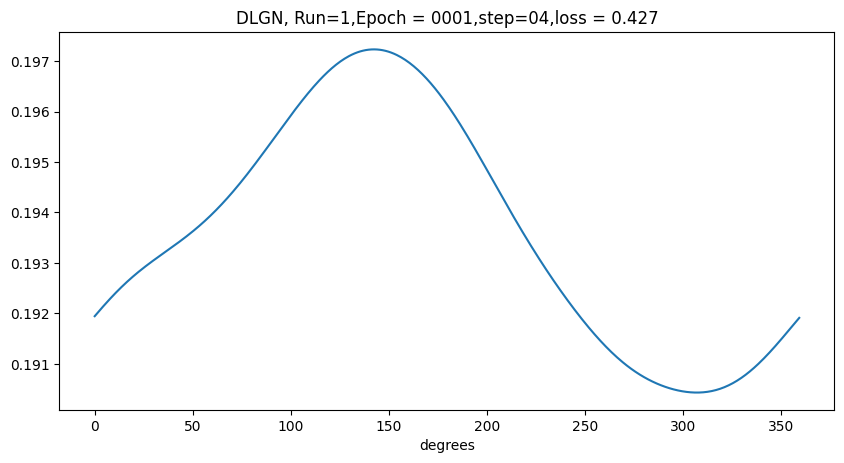 DLGN, Run=1,Epoch = 0001,step=04,loss = 0.427
0.197
0.196
0.195
0.194
0.193
0.192
0.191
0 50 100 150 200 250 300 350
degrees